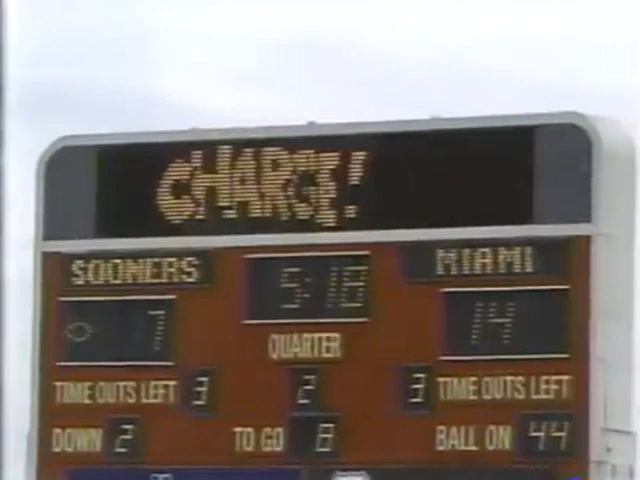 CHARGE!
SOONERS 5:18 MIAMI
7 14
QUARTER
TIME OUTS LEFT 3 2 3 TIME OUTS LEFT
DOWN 2 TO GO 8 BALL ON 44